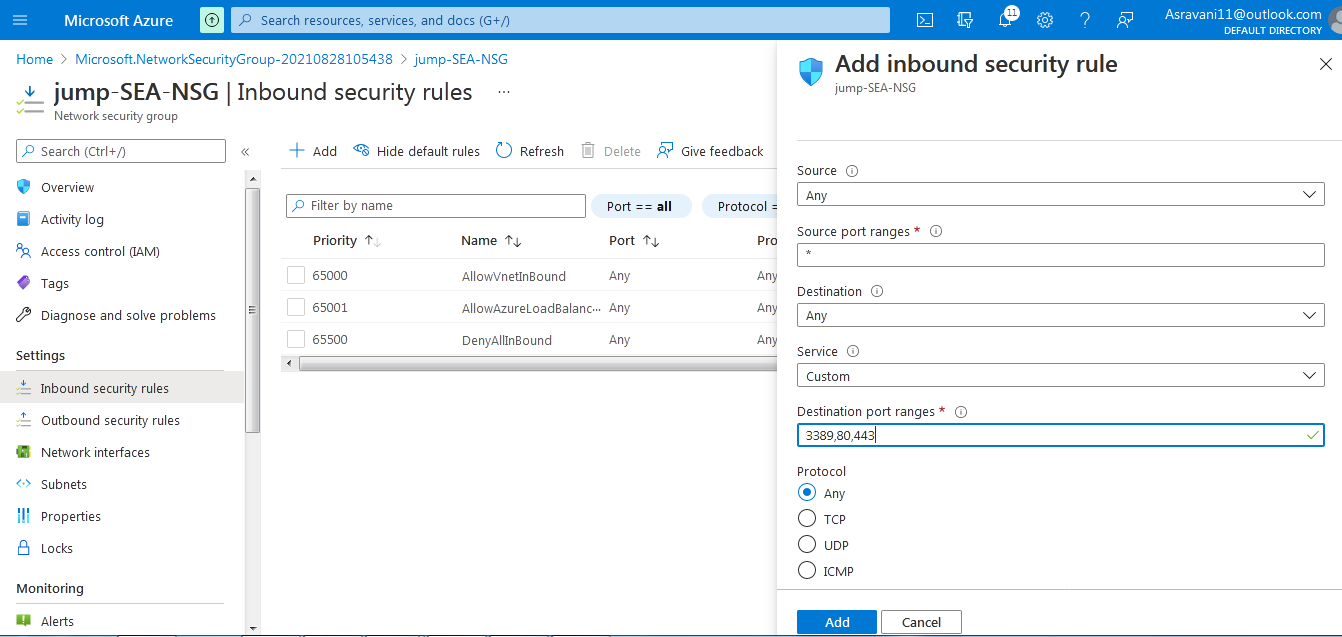 Microsoft Azure
Search resources, services, and docs (G+/)
11
Asravani11@outlook.com
DEFAULT DIRECTORY
Home > Microsoft.NetworkSecurityGroup-20210828105438 > jump-SEA-NSG
jump-SEA-NSG | Inbound security rules ...
Network security group
Search (Ctrl+/)
«
Overview
Activity log
Access control (IAM)
Tags
Diagnose and solve problems
Settings
Inbound security rules
Outbound security rules
Network interfaces
Subnets
Properties
Locks
Monitoring
Alerts
+ Add Hide default rules Refresh Delete Give feedback
Filter by name
Port == all
Protocol =
Priority ↑↓ Name ↑↓ Port ↑↓ Pro
65000 AllowVnetInBound Any Any
65001 AllowAzureLoadBalanc... Any Any
65500 DenyAllInBound Any Any
Add inbound security rule
jump-SEA-NSG
Source
Any
Source port ranges *
*
Destination
Any
Service
Custom
Destination port ranges *
3389,80,443
Protocol
Any
TCP
UDP
ICMP
Add
Cancel